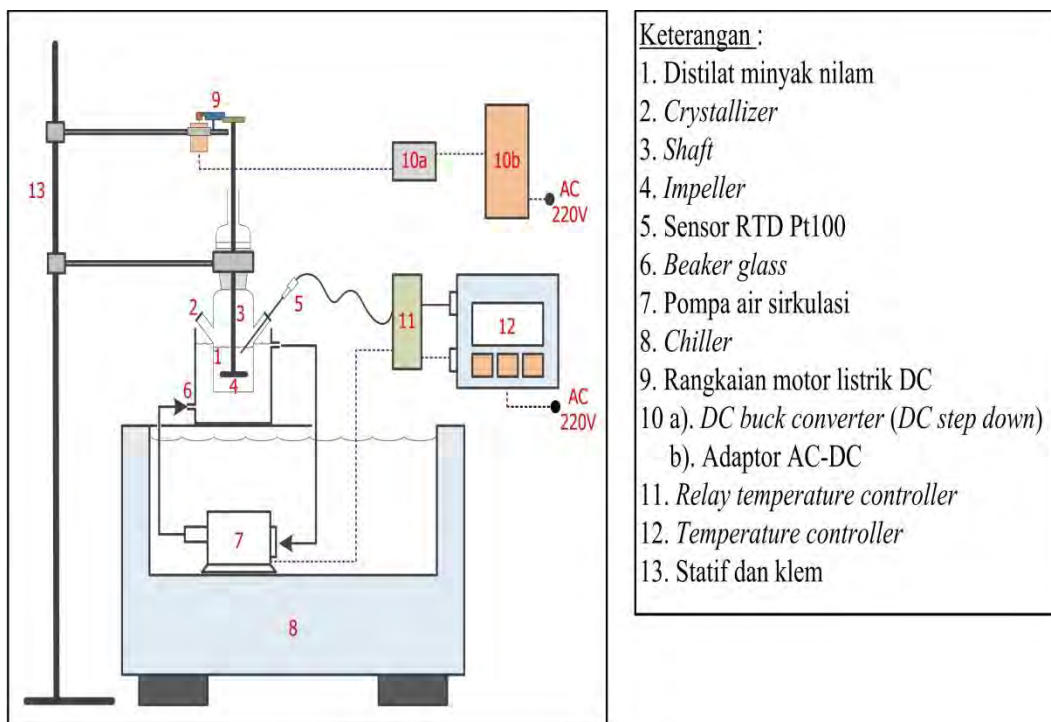 9
10a
10b
AC
220V
13
2
3
5
11
12
1
4
6
AC
220V
7
8
Keterangan :
1. Distilat minyak nilam
2. Crystallizer
3. Shaft
4. Impeller
5. Sensor RTD Pt100
6. Beaker glass
7. Pompa air sirkulasi
8. Chiller
9. Rangkaian motor listrik DC
10 a). DC buck converter (DC step down)
b). Adaptor AC-DC
11. Relay temperature controller
12. Temperature controller
13. Statif dan klem